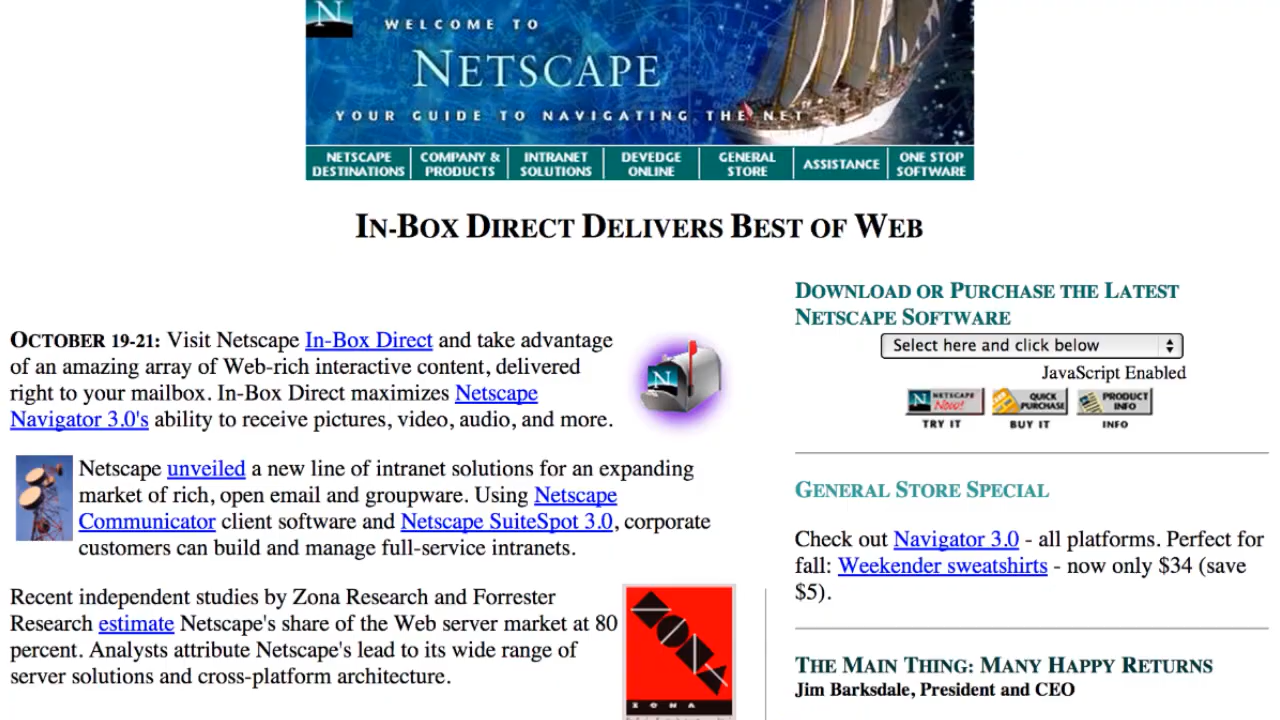 N
WELCOME TO
NETSCAPE
YOUR GUIDE TO NAVIGATING THE NET
NETSCAPE DESTINATIONS
COMPANY & PRODUCTS
INTRANET SOLUTIONS
DEVEDGE ONLINE
GENERAL STORE
ASSISTANCE
ONE STOP SOFTWARE
IN-BOX DIRECT DELIVERS BEST OF WEB
OCTOBER 19-21: Visit Netscape In-Box Direct and take advantage
of an amazing array of Web-rich interactive content, delivered
right to your mailbox. In-Box Direct maximizes Netscape
Navigator 3.0's ability to receive pictures, video, audio, and more.
N
Netscape unveiled a new line of intranet solutions for an expanding
market of rich, open email and groupware. Using Netscape
Communicator client software and Netscape SuiteSpot 3.0, corporate
customers can build and manage full-service intranets.
Recent independent studies by Zona Research and Forrester
Research estimate Netscape's share of the Web server market at 80
percent. Analysts attribute Netscape's lead to its wide range of
server solutions and cross-platform architecture.
ZONA
ZONA
DOWNLOAD OR PURCHASE THE LATEST
NETSCAPE SOFTWARE
Select here and click below
JavaScript Enabled
N NETSCAPE Now!
TRY IT
QUICK PURCHASE
BUY IT
PRODUCT INFO
INFO
GENERAL STORE SPECIAL
Check out Navigator 3.0 - all platforms. Perfect for
fall: Weekender sweatshirts - now only $34 (save
$5).
THE MAIN THING: MANY HAPPY RETURNS
Jim Barksdale, President and CEO